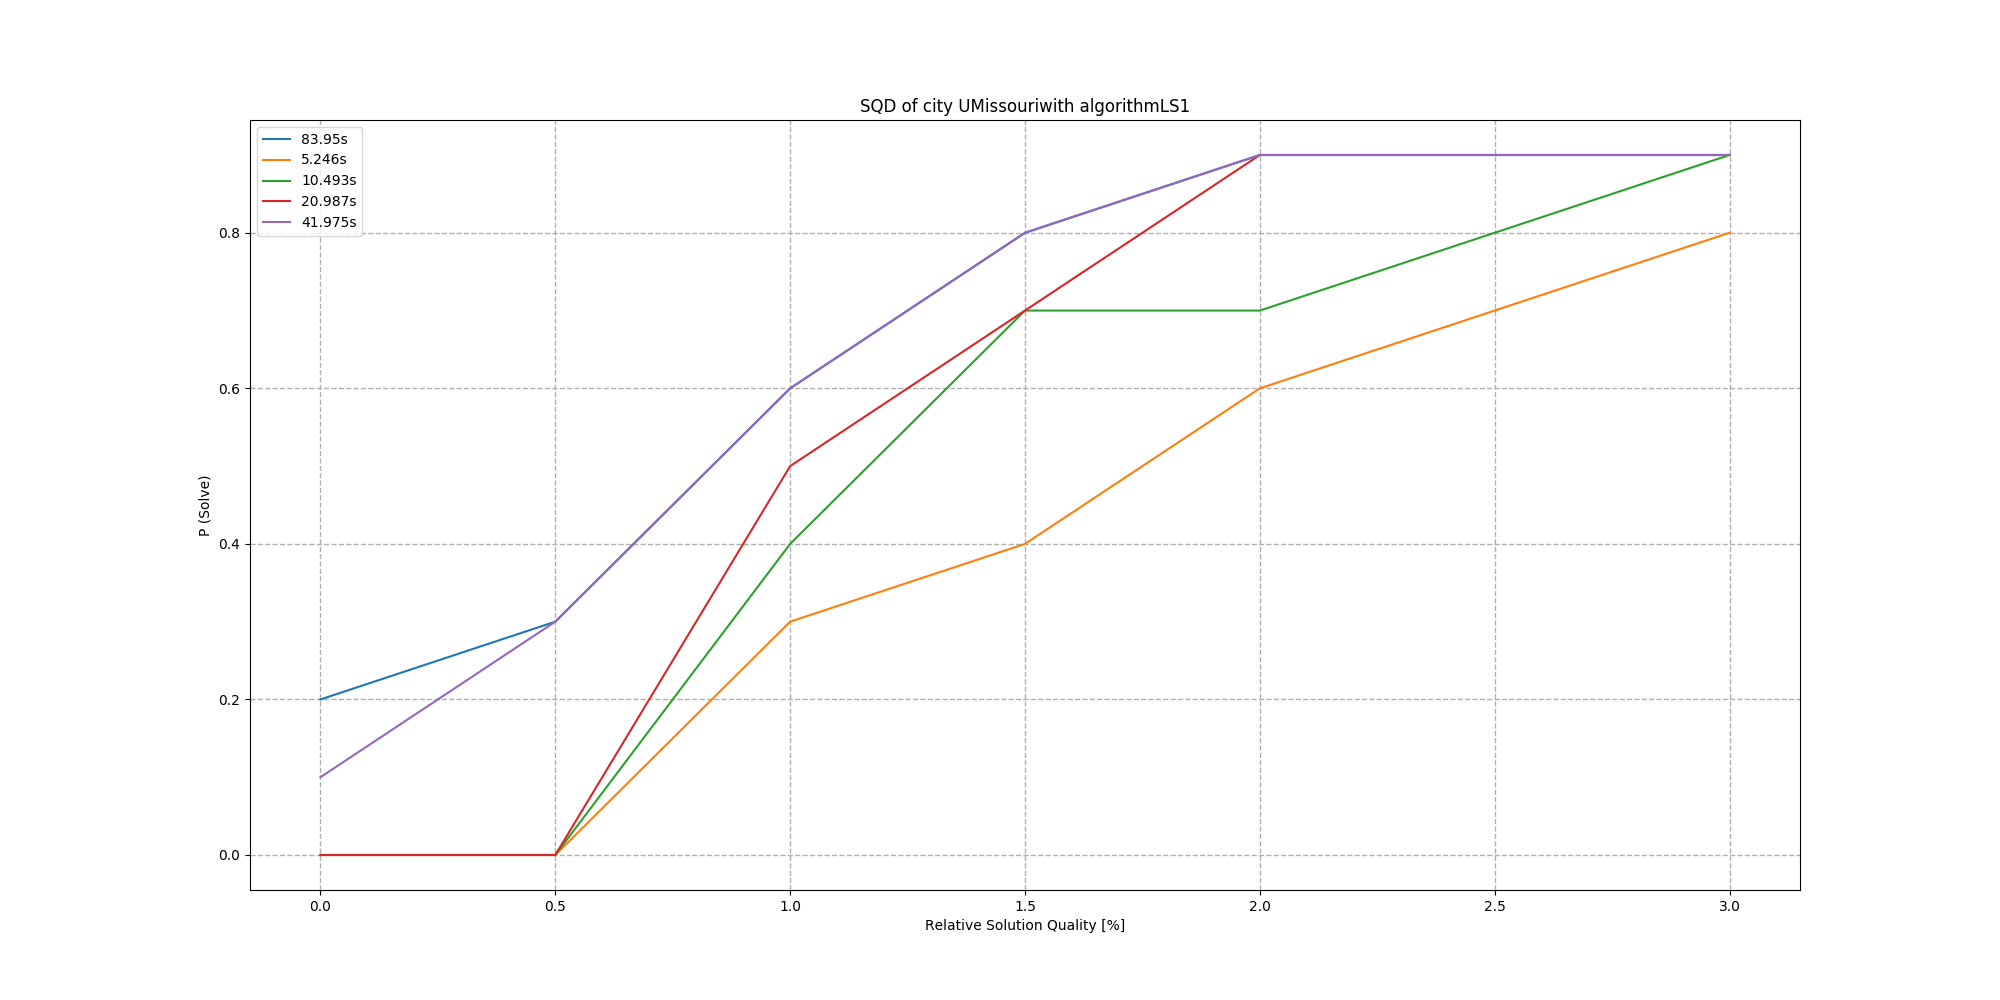 SQD of city UMissouriwith algorithmLS1
83.95s
5.246s
10.493s
20.987s
41.975s
P (Solve)
0.8
0.6
0.4
0.2
0.0
0.0 0.5 1.0 1.5 2.0 2.5 3.0
Relative Solution Quality [%]